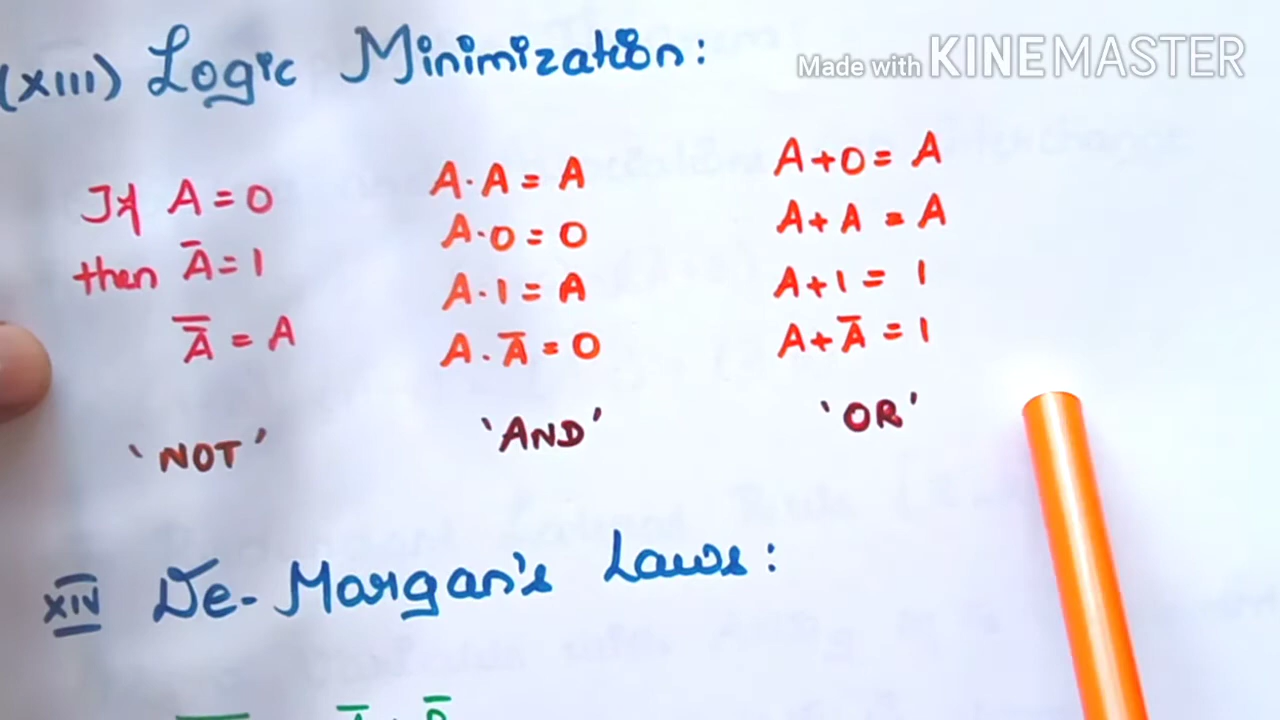 (XIII) Logic Minimization:
Made with KINEMASTER
If A = 0
then A̅ = 1
A̿ = A
'NOT'
A · A = A
A · 0 = 0
A · 1 = A
A · A̅ = 0
'AND'
A + 0 = A
A + A = A
A + 1 = 1
A + A̅ = 1
'OR'
XIV De-Morgan's Laws: